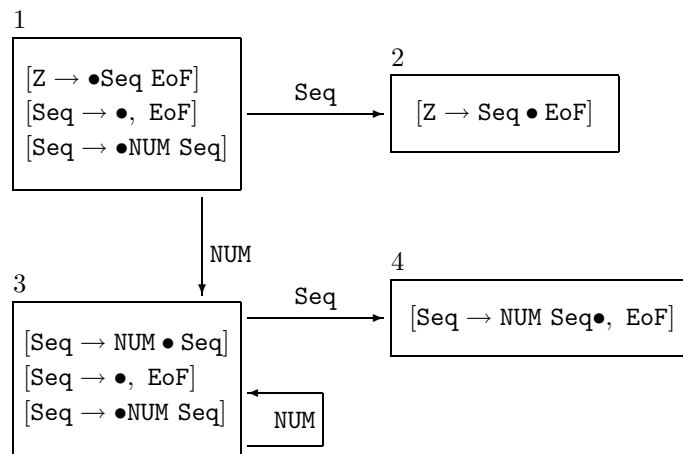 1
[Z → •Seq EoF]
[Seq → •, EoF]
[Seq → •NUM Seq]
Seq
2
[Z → Seq • EoF]
NUM
3
[Seq → NUM • Seq]
[Seq → •, EoF]
[Seq → •NUM Seq]
NUM
Seq
4
[Seq → NUM Seq•, EoF]